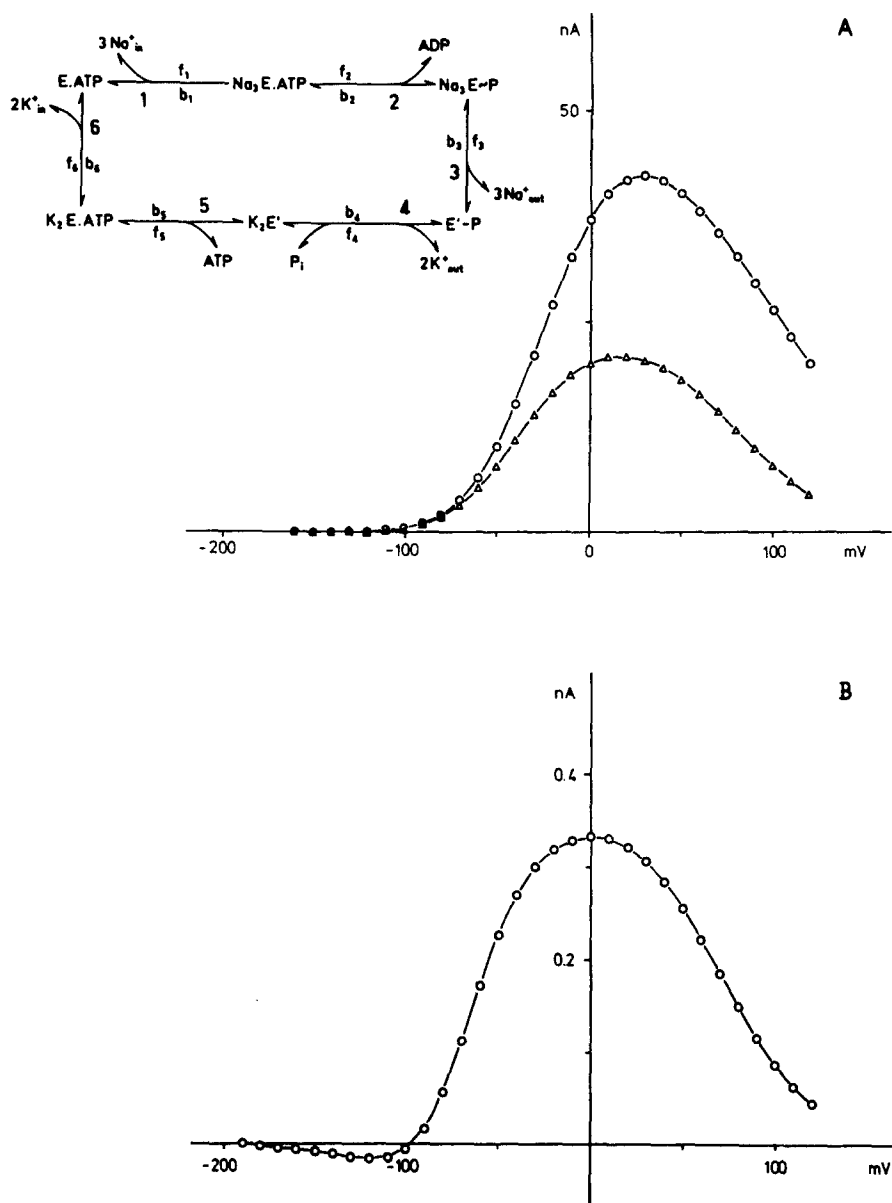 nA
A
3Na⁺in
ADP
E.ATP
f₁
Na₃E.ATP
f₂
Na₃E~P
b₁
b₂
1
2
50
2K⁺in
6
b₃ f₃
f₆ b₆
3
3Na⁺out
K₂E.ATP
b₅
5
K₂E'
b₄
4
E'-P
f₅
f₄
ATP
Pᵢ
2K⁺out
-200
-100
0
100
mV
nA
B
0.4
0.2
-200
-100
100
mV